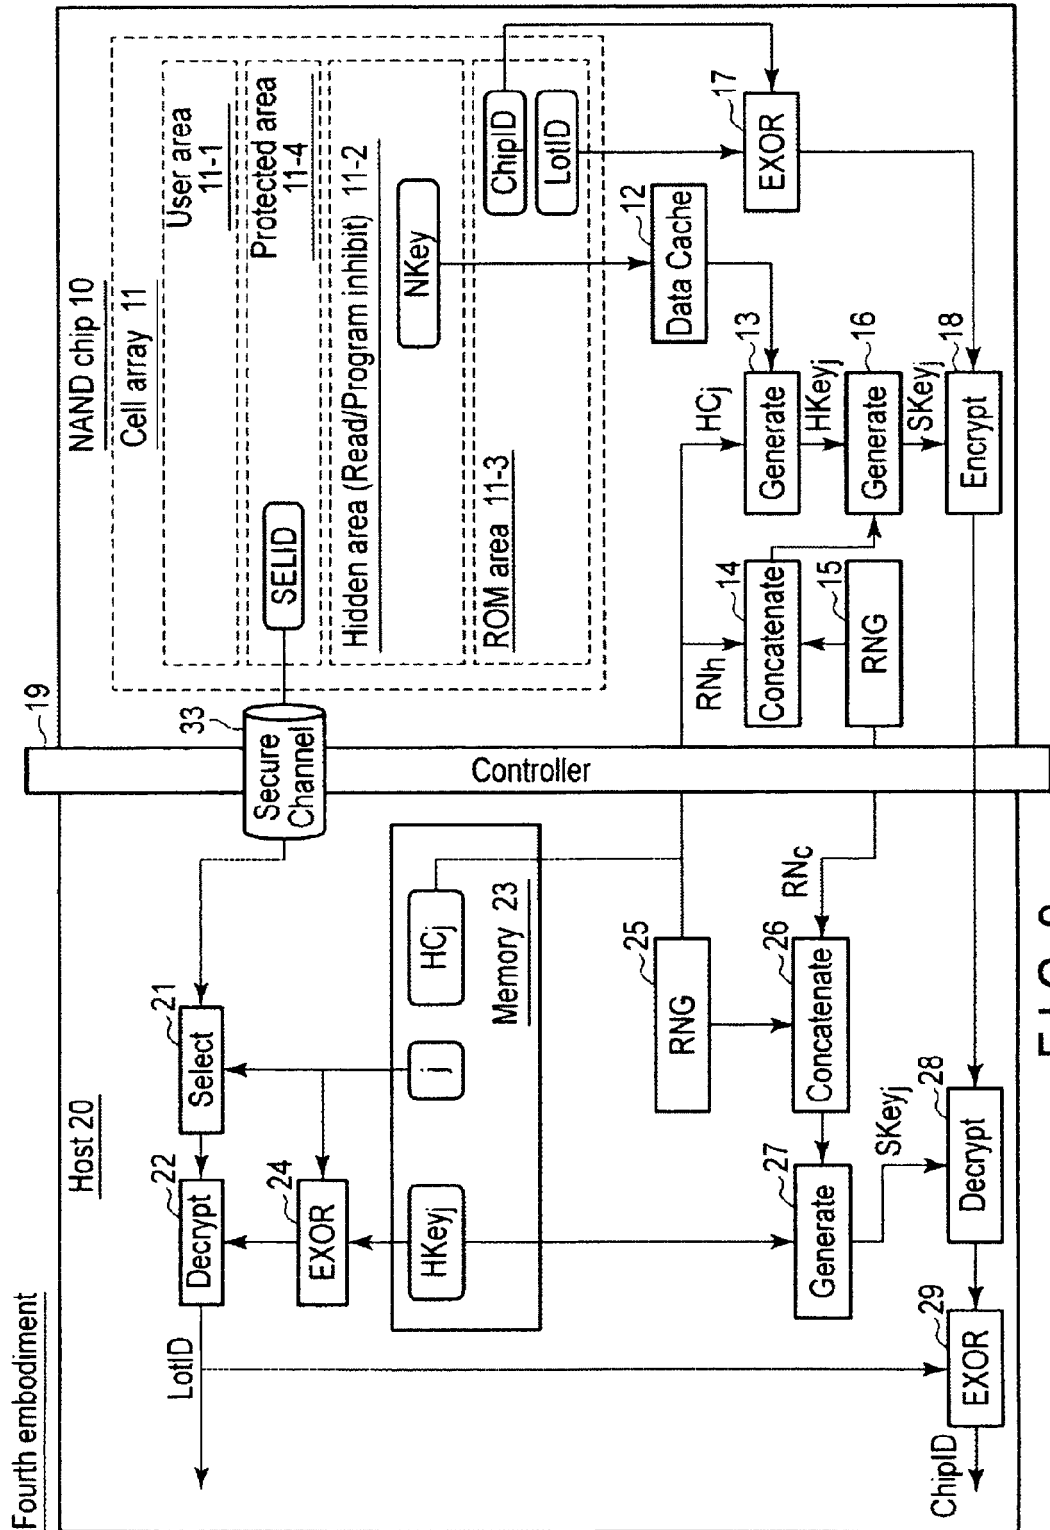 Fourth embodiment
Host 20
NAND chip 10
Cell array 11
19
User area
11-1
Protected area
11-4
SELID
Secure
Channel
33
Hidden area (Read/Program inhibit) 11-2
NKey
ROM area 11-3
ChipID
LotID
LotID
Decrypt
22
Select
21
EXOR
24
HKeyj
j
HCj
Memory 23
Controller
Data Cache
12
EXOR
17
RNG
25
RNh
HCj
Concatenate
14
Generate
13
HKeyj
RNG
15
Generate
16
SKeyj
RNc
Concatenate
26
Generate
27
SKeyj
Encrypt
18
Decrypt
28
EXOR
29
ChipID